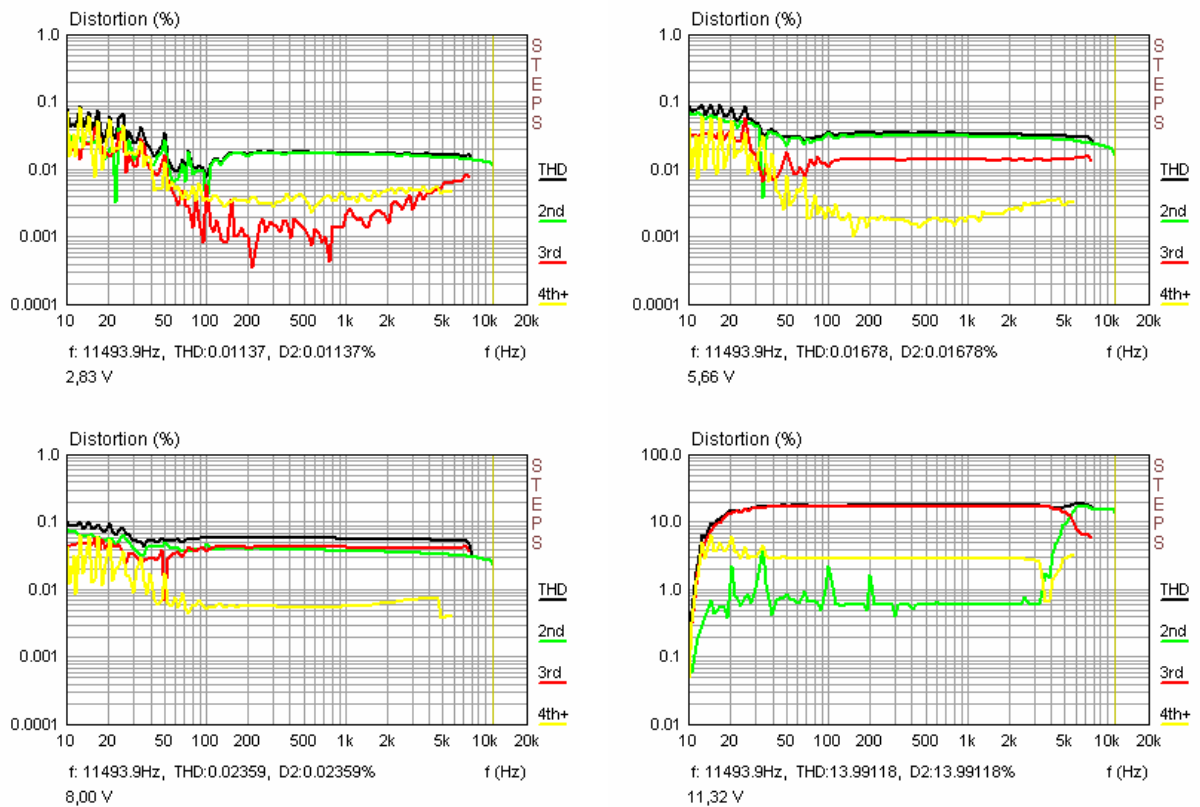 Distortion (%)
1.0
0.1
0.01
0.001
0.0001
10 20 50 100 200 500 1k 2k 5k 10k 20k
S
T
E
P
S
THD
2nd
3rd
4th+
f: 11493.9Hz, THD:0.01137, D2:0.01137% f (Hz)
2,83 V
Distortion (%)
1.0
0.1
0.01
0.001
0.0001
10 20 50 100 200 500 1k 2k 5k 10k 20k
S
T
E
P
S
THD
2nd
3rd
4th+
f: 11493.9Hz, THD:0.01678, D2:0.01678% f (Hz)
5,66 V
Distortion (%)
1.0
0.1
0.01
0.001
0.0001
10 20 50 100 200 500 1k 2k 5k 10k 20k
S
T
E
P
S
THD
2nd
3rd
4th+
f: 11493.9Hz, THD:0.02359, D2:0.02359% f (Hz)
8,00 V
Distortion (%)
100.0
10.0
1.0
0.1
0.01
10 20 50 100 200 500 1k 2k 5k 10k 20k
S
T
E
P
S
THD
2nd
3rd
4th+
f: 11493.9Hz, THD:13.99118, D2:13.99118% f (Hz)
11,32 V